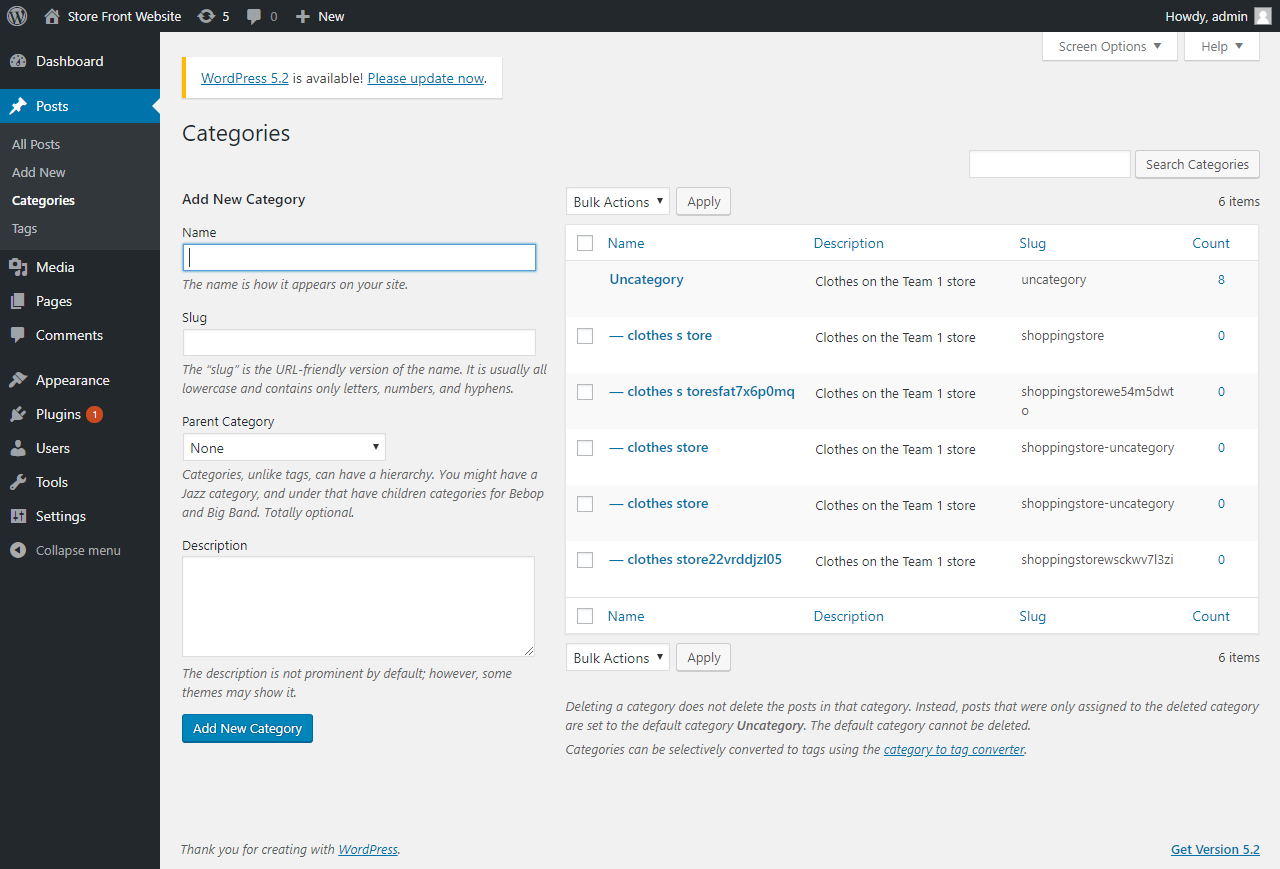 Store Front Website 5 0 New Howdy, admin
Screen Options Help
Dashboard
Posts
All Posts
Add New
Categories
Tags
Media
Pages
Comments
Appearance
Plugins 1
Users
Tools
Settings
Collapse menu
WordPress 5.2 is available! Please update now.
Categories
Search Categories
Add New Category
Name
The name is how it appears on your site.
Slug
The “slug” is the URL-friendly version of the name. It is usually all
lowercase and contains only letters, numbers, and hyphens.
Parent Category
None
Categories, unlike tags, can have a hierarchy. You might have a
Jazz category, and under that have children categories for Bebop
and Big Band. Totally optional.
Description
The description is not prominent by default; however, some
themes may show it.
Add New Category
Bulk Actions Apply 6 items
Name Description Slug Count
Uncategory Clothes on the Team 1 store uncategory 8
— clothes s tore Clothes on the Team 1 store shoppingstore 0
— clothes s toresfat7x6p0mq Clothes on the Team 1 store shoppingstorewe54m5dwt 0
o
— clothes store Clothes on the Team 1 store shoppingstore-uncategory 0
— clothes store Clothes on the Team 1 store shoppingstore-uncategory 0
— clothes store22vrddjzl05 Clothes on the Team 1 store shoppingstorewsckwv7l3zi 0
Name Description Slug Count
Bulk Actions Apply 6 items
Deleting a category does not delete the posts in that category. Instead, posts that were only assigned to the deleted category
are set to the default category Uncategory. The default category cannot be deleted.
Categories can be selectively converted to tags using the category to tag converter.
Thank you for creating with WordPress. Get Version 5.2